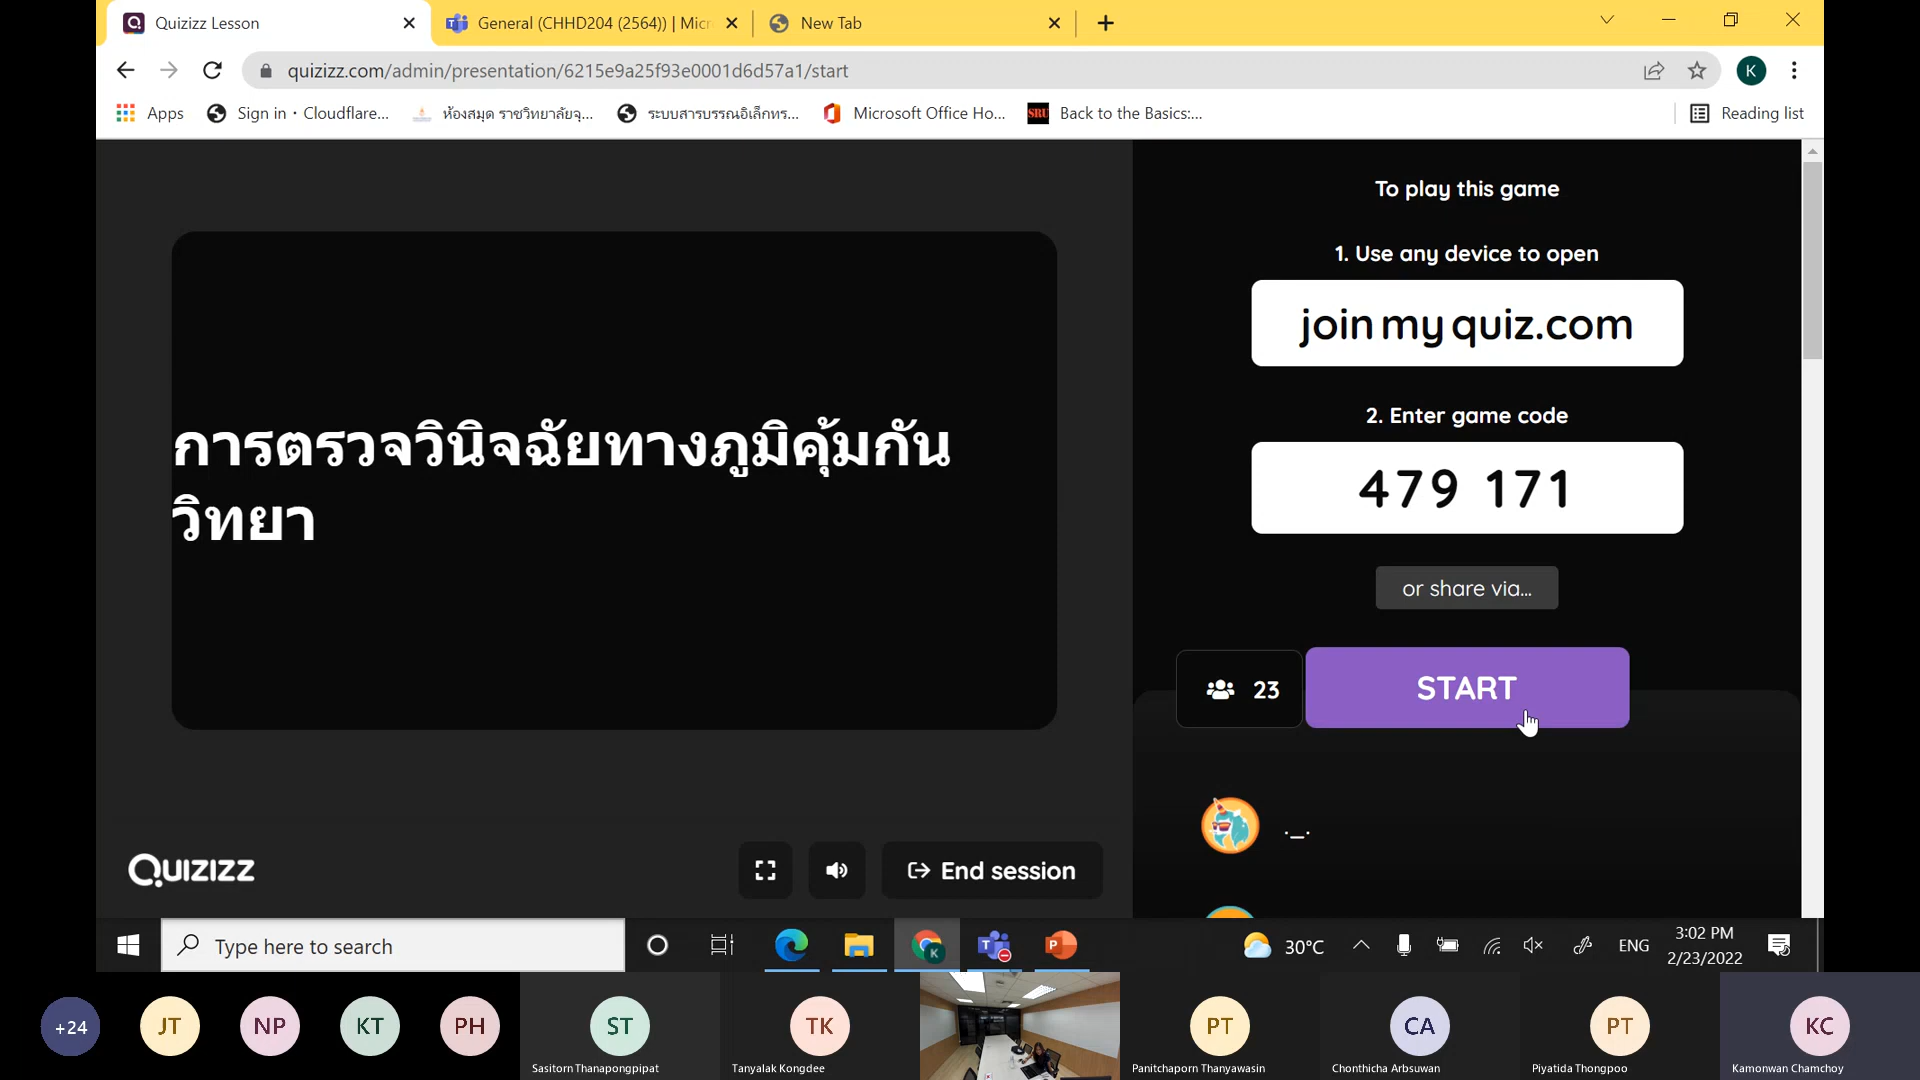 Quizizz Lesson
General (CHHD204 (2564)) | Micr
New Tab
quizizz.com/admin/presentation/6215e9a25f93e0001d6d57a1/start
K
Apps
Sign in · Cloudflare...
ห้องสมุด ราชวิทยาลัยจุ...
ระบบสารบรรณอิเล็กทร...
Microsoft Office Ho...
SRU
Back to the Basics:...
Reading list
To play this game
1. Use any device to open
joinmyquiz.com
2. Enter game code
479 171
or share via...
23
START
._.
การตรวจวินิจฉัยทางภูมิคุ้มกัน
วิทยา
QUIZIZZ
End session
Type here to search
30°C
ENG
3:02 PM
2/23/2022
+24
JT
NP
KT
PH
ST
Sasitorn Thanapongpipat
TK
Tanyalak Kongdee
PT
Panitchaporn Thanyawasin
CA
Chonthicha Arbsuwan
PT
Piyatida Thongpoo
KC
Kamonwan Chamchoy